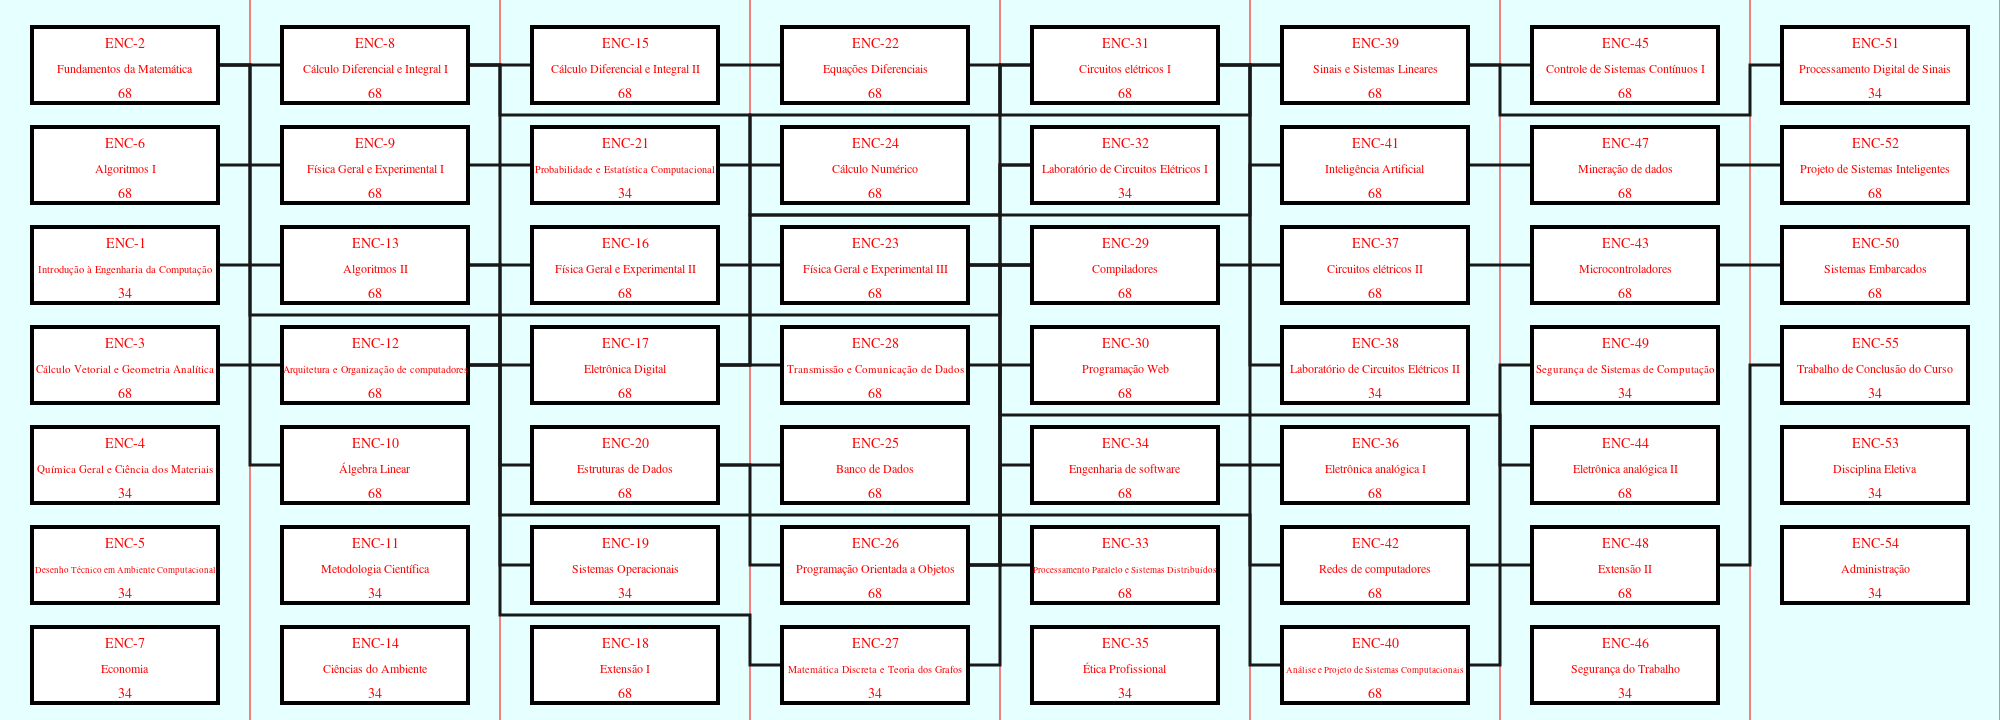 ENC-2
Fundamentos da Matemática
68
ENC-6
Algoritmos I
68
ENC-1
Introdução à Engenharia da Computação
34
ENC-3
Cálculo Vetorial e Geometria Analítica
68
ENC-4
Química Geral e Ciência dos Materiais
34
ENC-5
Desenho Técnico em Ambiente Computacional
34
ENC-7
Economia
34
ENC-8
Cálculo Diferencial e Integral I
68
ENC-9
Física Geral e Experimental I
68
ENC-13
Algoritmos II
68
ENC-12
Arquitetura e Organização de computadores
68
ENC-10
Álgebra Linear
68
ENC-11
Metodologia Científica
34
ENC-14
Ciências do Ambiente
34
ENC-15
Cálculo Diferencial e Integral II
68
ENC-21
Probabilidade e Estatística Computacional
34
ENC-16
Física Geral e Experimental II
68
ENC-17
Eletrônica Digital
68
ENC-20
Estruturas de Dados
68
ENC-19
Sistemas Operacionais
34
ENC-18
Extensão I
68
ENC-22
Equações Diferenciais
68
ENC-24
Cálculo Numérico
68
ENC-23
Física Geral e Experimental III
68
ENC-28
Transmissão e Comunicação de Dados
68
ENC-25
Banco de Dados
68
ENC-26
Programação Orientada a Objetos
68
ENC-27
Matemática Discreta e Teoria dos Grafos
34
ENC-31
Circuitos elétricos I
68
ENC-32
Laboratório de Circuitos Elétricos I
34
ENC-29
Compiladores
68
ENC-30
Programação Web
68
ENC-34
Engenharia de software
68
ENC-33
Processamento Paralelo e Sistemas Distribuídos
68
ENC-35
Ética Profissional
34
ENC-39
Sinais e Sistemas Lineares
68
ENC-41
Inteligência Artificial
68
ENC-37
Circuitos elétricos II
68
ENC-38
Laboratório de Circuitos Elétricos II
34
ENC-36
Eletrônica analógica I
68
ENC-42
Redes de computadores
68
ENC-40
Análise e Projeto de Sistemas Computacionais
68
ENC-45
Controle de Sistemas Contínuos I
68
ENC-47
Mineração de dados
68
ENC-43
Microcontroladores
68
ENC-49
Segurança de Sistemas de Computação
34
ENC-44
Eletrônica analógica II
68
ENC-48
Extensão II
68
ENC-46
Segurança do Trabalho
34
ENC-51
Processamento Digital de Sinais
34
ENC-52
Projeto de Sistemas Inteligentes
68
ENC-50
Sistemas Embarcados
68
ENC-55
Trabalho de Conclusão do Curso
34
ENC-53
Disciplina Eletiva
34
ENC-54
Administração
34